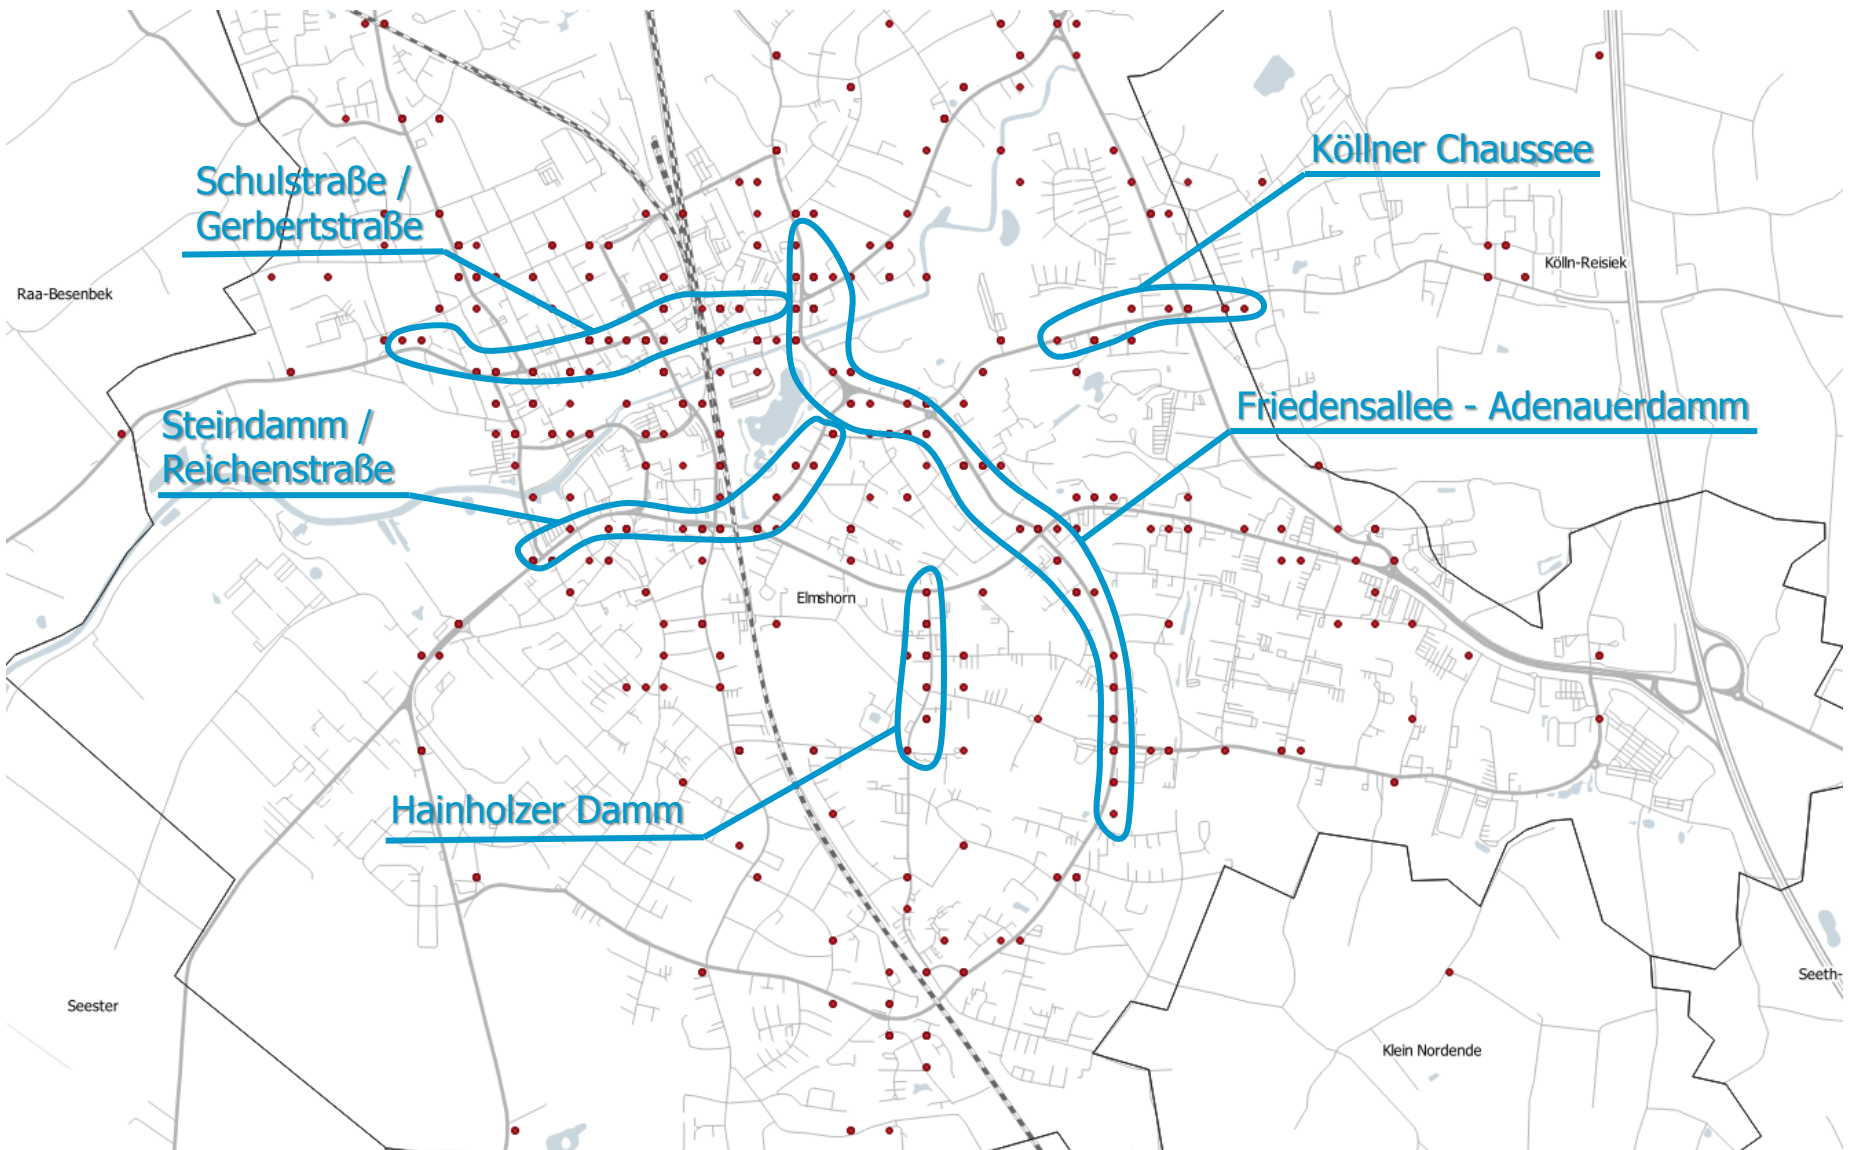 Köllner Chaussee
Schulstraße /
Gerbertstraße
Kölln-Reisiek
Raa-Besenbek
Friedensallee - Adenauerdamm
Steindamm /
Reichenstraße
Elmshorn
Hainholzer Damm
Seeth-
Seester
Klein Nordende